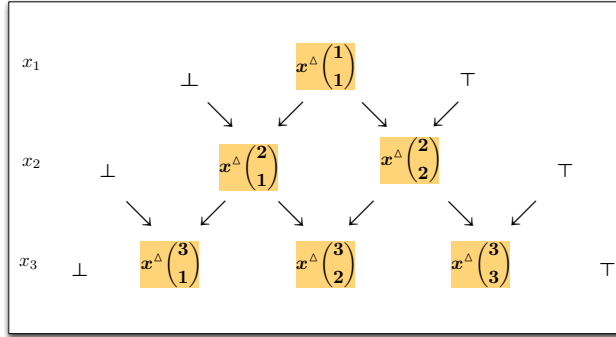 x₁ ⊥ x^Δ(1 1) ⊤
x₂ ⊥ x^Δ(2 1) x^Δ(2 2) ⊤
x₃ ⊥ x^Δ(3 1) x^Δ(3 2) x^Δ(3 3) ⊤